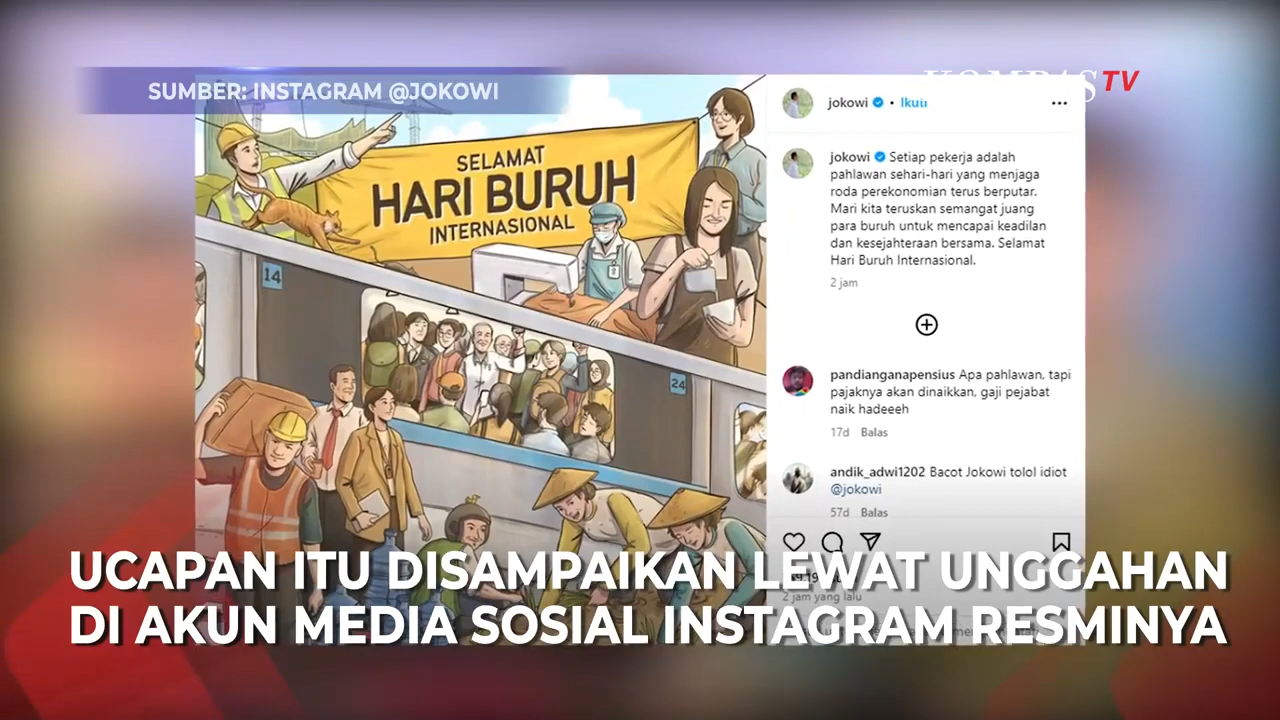 SUMBER: INSTAGRAM @JOKOWI
KOMPAS TV
jokowi • Ikuti
SELAMAT
HARI BURUH
INTERNASIONAL
14
24
jokowi Setiap pekerja adalah
pahlawan sehari-hari yang menjaga
roda perekonomian terus berputar.
Mari kita teruskan semangat juang
para buruh untuk mencapai keadilan
dan kesejahteraan bersama. Selamat
Hari Buruh Internasional.
2 jam
pandianganapensius Apa pahlawan, tapi
pajaknya akan dinaikkan, gaji pejabat
naik hadeeeh
17d Balas
andik_adwi1202 Bacot Jokowi tolol idiot
@jokowi
57d Balas
2 jam yang lalu
UCAPAN ITU DISAMPAIKAN LEWAT UNGGAHAN
DI AKUN MEDIA SOSIAL INSTAGRAM RESMINYA